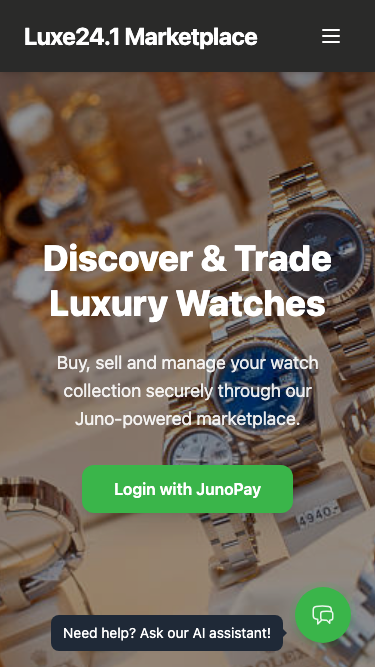 Luxe24.1 Marketplace
Discover & Trade
Luxury Watches
Buy, sell and manage your watch
collection securely through our
Juno-powered marketplace.
Login with JunoPay
4940.-
Need help? Ask our AI assistant!